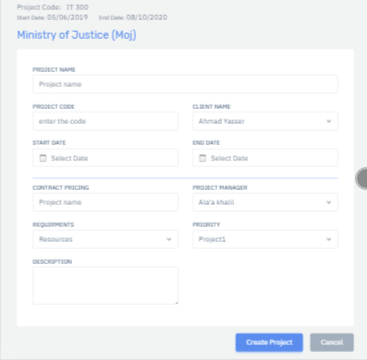 Project Code: IT 300
Start Date: 05/06/2019 End Date: 08/10/2020
Ministry of Justice (Moj)
PROJECT NAME
Project name
PROJECT CODE CLIENT NAME
enter the code Ahmad Yasser
START DATE END DATE
Select Date Select Date
CONTRACT PRICING PROJECT MANAGER
Project name Ala'a khalil
REQUIRMENTS PRIORITY
Resources Project1
DESCRIPTION
Create Project Cancel